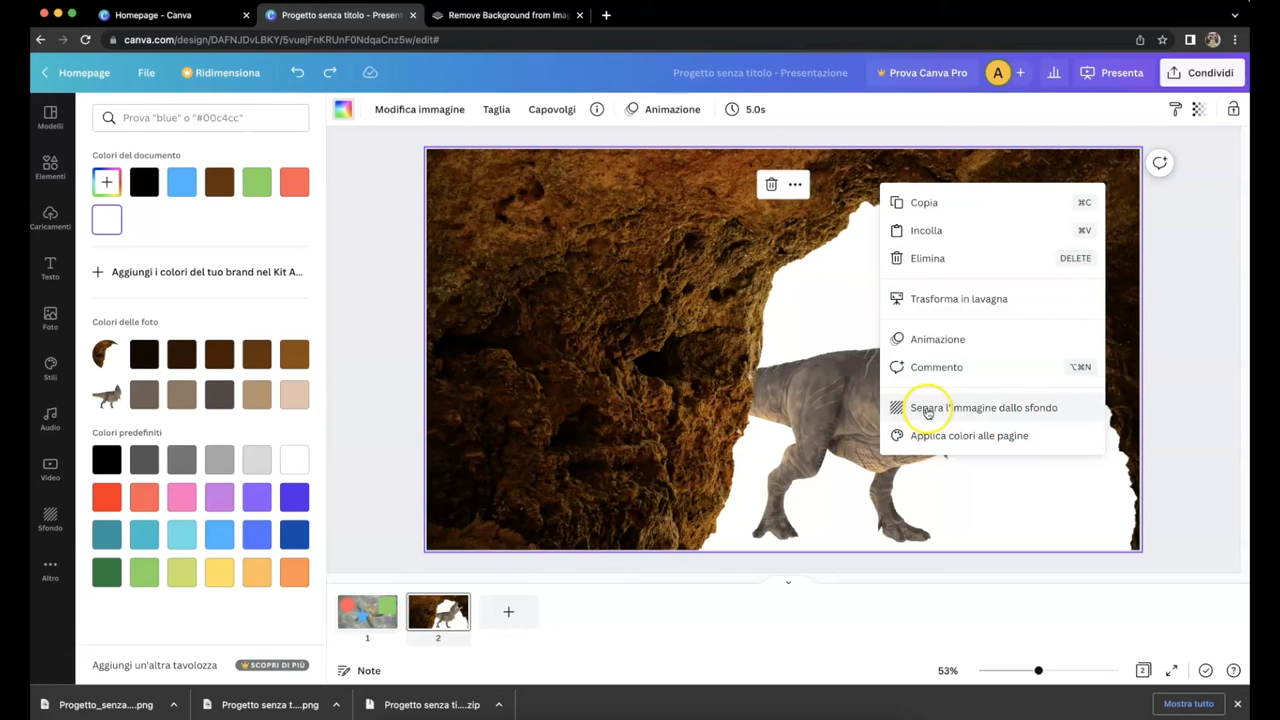 Homepage - Canva
Progetto senza titolo - Present
Remove Background from Imag
canva.com/design/DAFNJDvLBKY/5vuejFnKRUnF0NdqaCnz5w/edit#
Homepage
File
Ridimensiona
Progetto senza titolo - Presentazione
Prova Canva Pro
A
Presenta
Condividi
Modifica immagine
Taglia
Capovolgi
Animazione
5.0s
Modelli
Elementi
Caricamenti
Testo
Foto
Stili
Audio
Video
Sfondo
Altro
Prova "blue" o "#00c4cc"
Colori del documento
Aggiungi i colori del tuo brand nel Kit A...
Colori delle foto
Colori predefiniti
Aggiungi un'altra tavolozza
SCOPRI DI PIÙ
Copia ⌘C
Incolla ⌘V
Elimina DELETE
Trasforma in lavagna
Animazione
Commento ⌥⌘N
Separa l'immagine dallo sfondo
Applica colori alle pagine
1
2
Note
53%
2
Progetto_senza....png
Progetto senza t....png
Progetto senza ti....zip
Mostra tutto